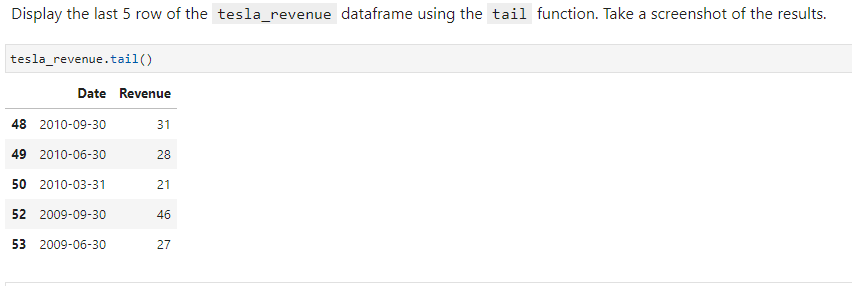 Display the last 5 row of the tesla_revenue dataframe using the tail function. Take a screenshot of the results.
tesla_revenue.tail()
Date Revenue
48 2010-09-30 31
49 2010-06-30 28
50 2010-03-31 21
52 2009-09-30 46
53 2009-06-30 27